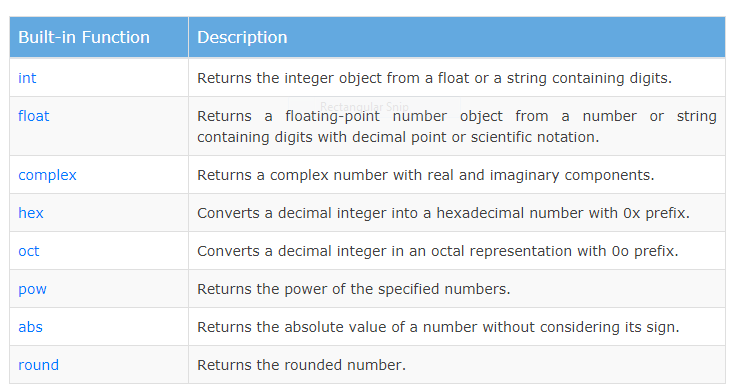 Built-in Function Description
int Returns the integer object from a float or a string containing digits.
Rectangular Snip
float Returns a floating-point number object from a number or string
containing digits with decimal point or scientific notation.
complex Returns a complex number with real and imaginary components.
hex Converts a decimal integer into a hexadecimal number with 0x prefix.
oct Converts a decimal integer in an octal representation with 0o prefix.
pow Returns the power of the specified numbers.
abs Returns the absolute value of a number without considering its sign.
round Returns the rounded number.